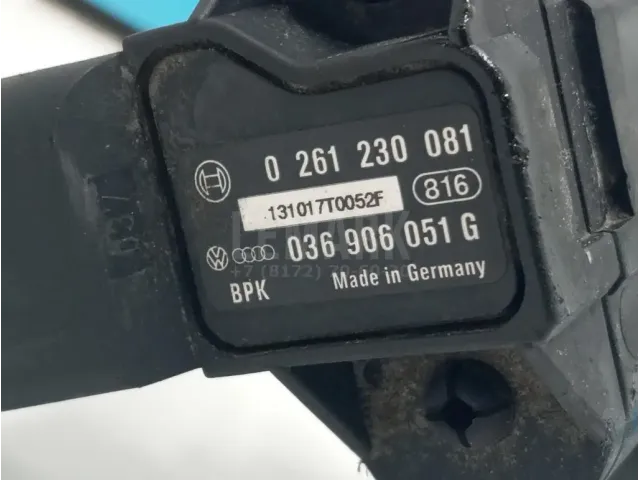 0 261 230 081
131017T0052F
816
036 906 051 G
BPK
Made in Germany